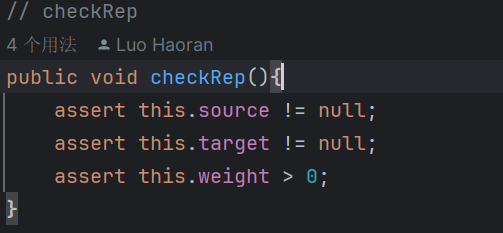 // checkRep
4 个用法 Luo Haoran
public void checkRep(){
    assert this.source != null;
    assert this.target != null;
    assert this.weight > 0;
}